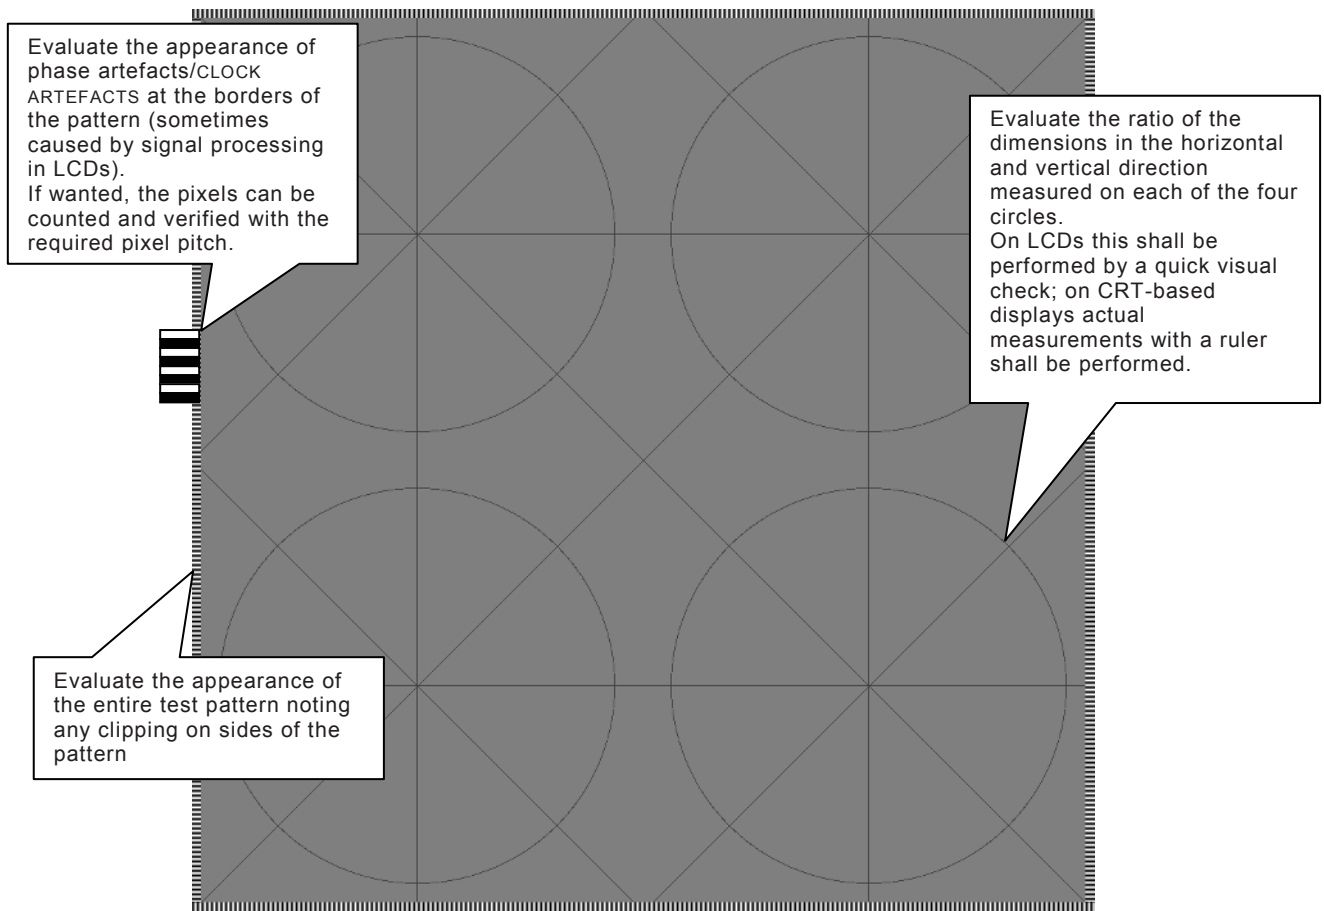 Evaluate the appearance of
phase artefacts/CLOCK
ARTEFACTS at the borders of
the pattern (sometimes
caused by signal processing
in LCDs).
If wanted, the pixels can be
counted and verified with the
required pixel pitch.
Evaluate the ratio of the
dimensions in the horizontal
and vertical direction
measured on each of the four
circles.
On LCDs this shall be
performed by a quick visual
check; on CRT-based
displays actual
measurements with a ruler
shall be performed.
Evaluate the appearance of
the entire test pattern noting
any clipping on sides of the
pattern